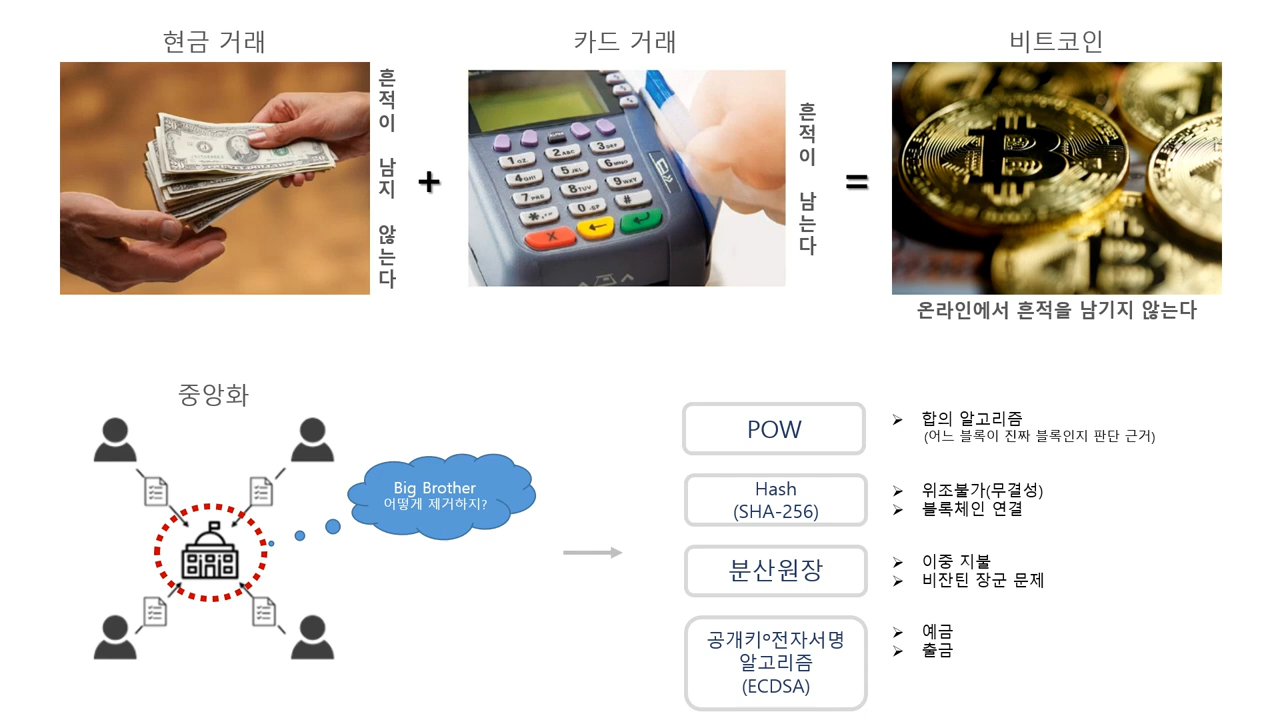 현금 거래
카드 거래
비트코인
흔적이 남지 않는다
+
흔적이 남는다
=
온라인에서 흔적을 남기지 않는다
중앙화
Big Brother
어떻게 제거하지?
POW
합의 알고리즘
(어느 블록이 진짜 블록인지 판단 근거)
Hash
(SHA-256)
위조불가(무결성)
블록체인 연결
분산원장
이중 지불
비잔틴 장군 문제
공개키º전자서명
알고리즘
(ECDSA)
예금
출금